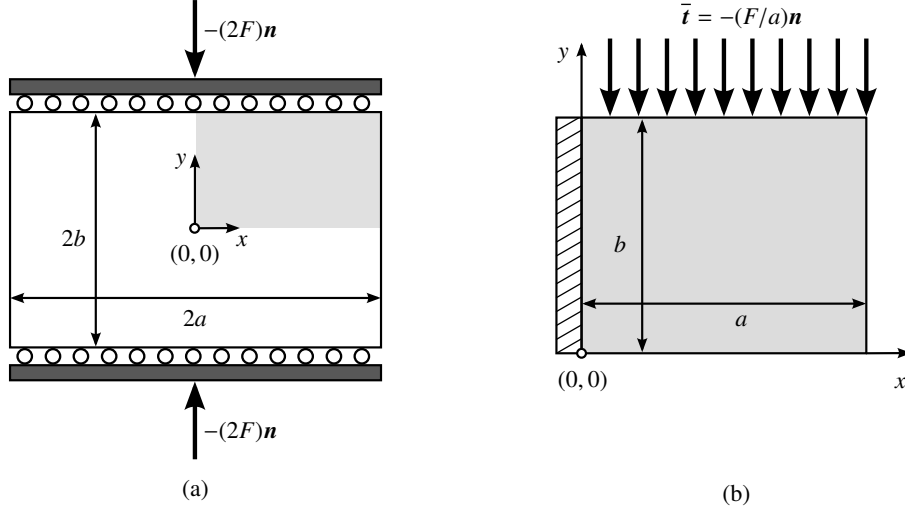 −(2F)n
y
x
(0, 0)
2b
2a
−(2F)n
(a)
t̄ = −(F/a)n
y
b
a
(0, 0)
x
(b)